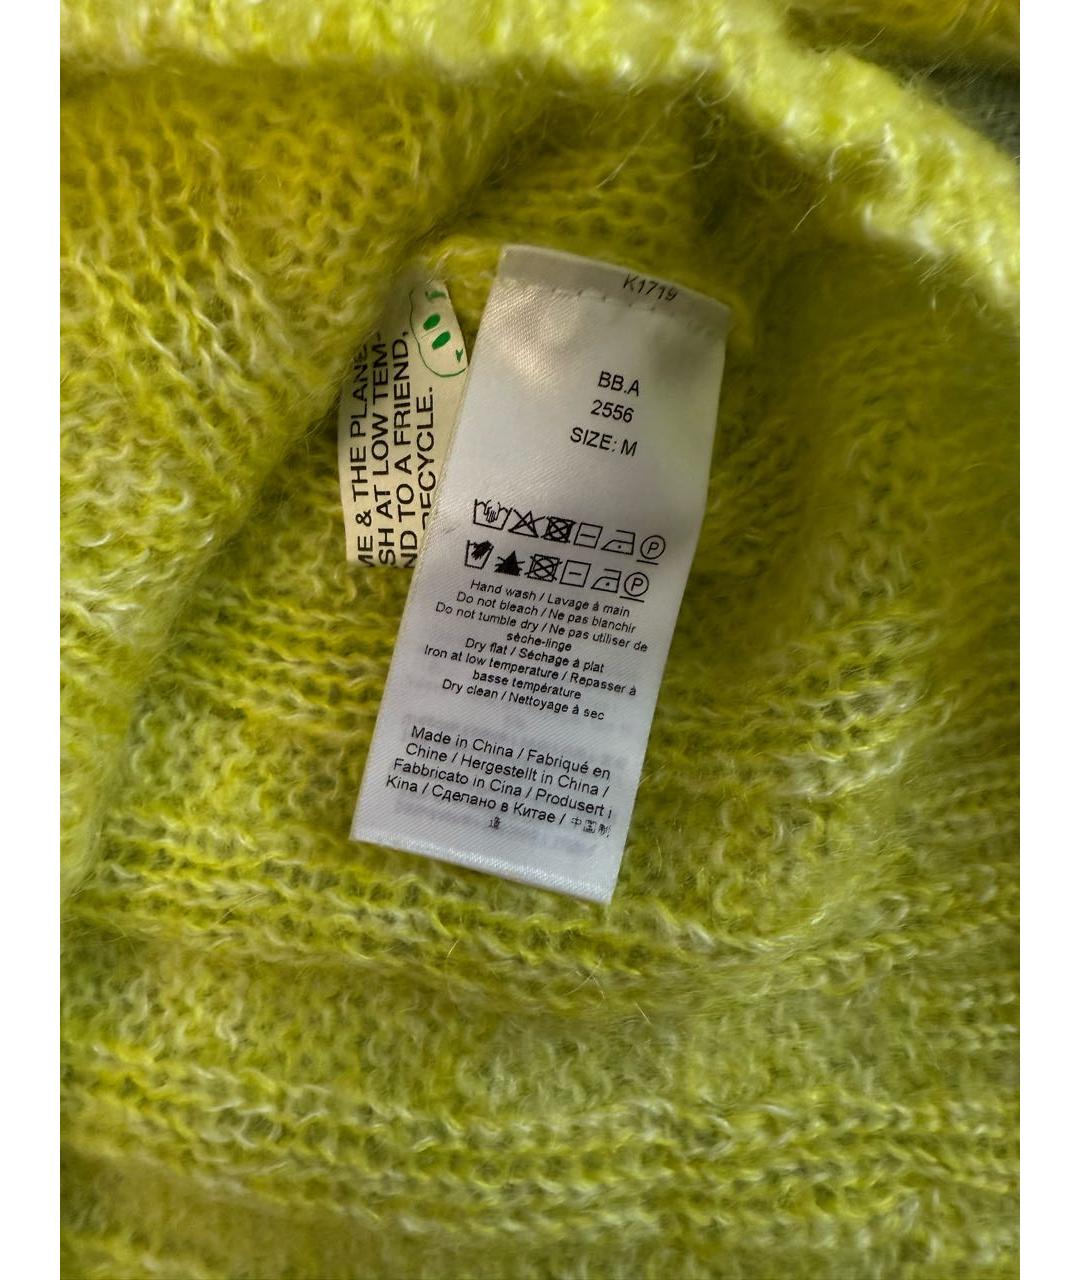 K1719
BB.A
2556
SIZE: M
P
P
Hand wash / Lavage à main
Do not bleach / Ne pas blanchir
Do not tumble dry / Ne pas utiliser de
sèche-linge
Dry flat / Séchage à plat
Iron at low temperature / Repasser à
basse température
Dry clean / Nettoyage à sec
Made in China / Fabriqué en
Chine / Hergestellt in China /
Fabbricato in Cina / Produsert i
Kina / Сделано в Китае / 中国制
造
ME & THE PLANE
SH AT LOW TEM-
ND TO A FRIEND,
RECYCLE.